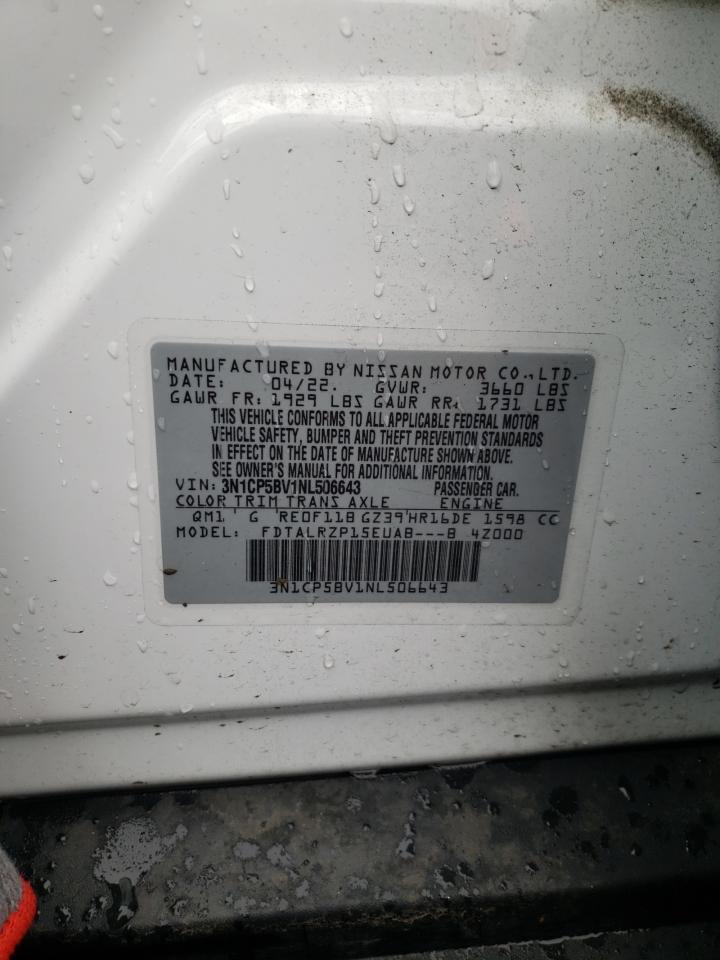 MANUFACTURED BY NISSAN MOTOR CO.,LTD.
DATE: 04/22. GVWR: 3660 LBS
GAWR FR: 1929 LBS GAWR RR: 1731 LBS
THIS VEHICLE CONFORMS TO ALL APPLICABLE FEDERAL MOTOR
VEHICLE SAFETY, BUMPER AND THEFT PREVENTION STANDARDS
IN EFFECT ON THE DATE OF MANUFACTURE SHOWN ABOVE.
SEE OWNER'S MANUAL FOR ADDITIONAL INFORMATION.
VIN: 3N1CP5BV1NL506643 PASSENGER CAR.
COLOR TRIM TRANS AXLE ENGINE
QM1 ' G 'RE0F11B GZ39'HR16DE 1598 CC
MODEL: FDTALRZP15EUAB---B 4Z000
3N1CP5BV1NL506643